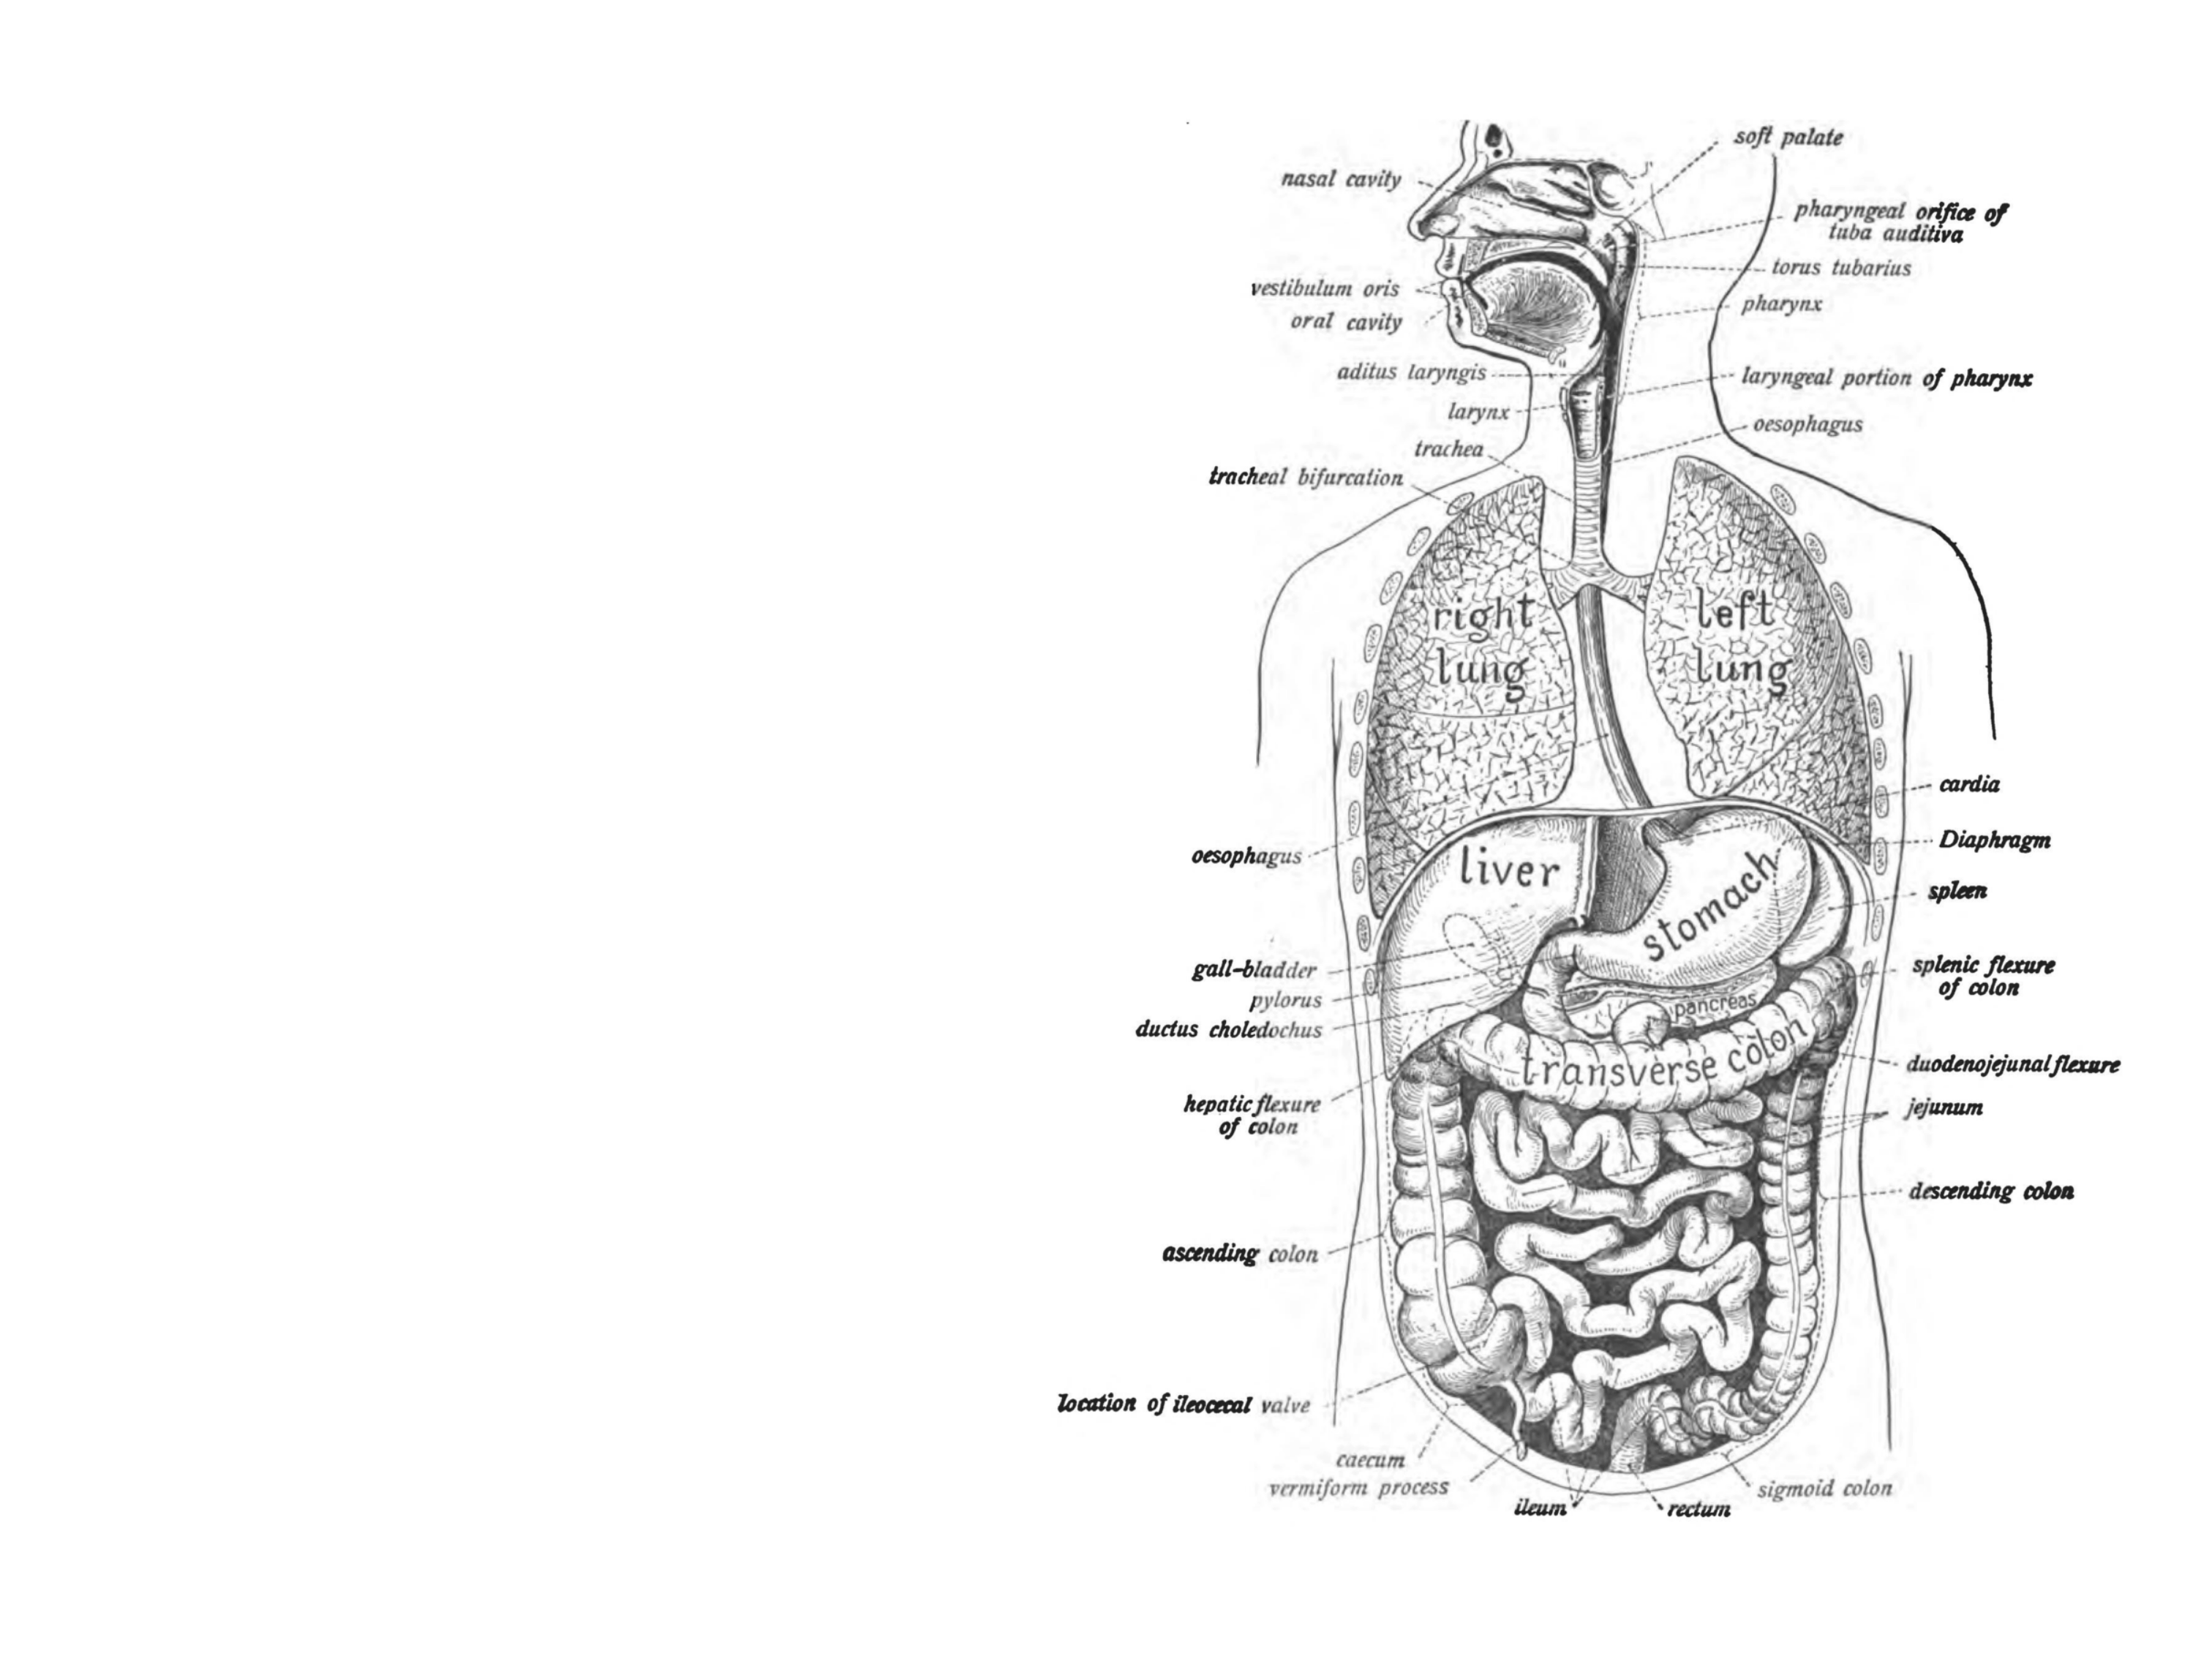 soft palate
nasal cavity
pharyngeal orifice of
tuba auditiva
torus tubarius
vestibulum oris
pharynx
oral cavity
aditus laryngis
laryngeal portion of pharynx
larynx
oesophagus
trachea
tracheal bifurcation
right
lung
left
lung
cardia
Diaphragm
oesophagus
liver
stomach
spleen
gall-bladder
splenic flexure
of colon
pylorus
pancreas
ductus choledochus
transverse colon
duodenojejunal flexure
hepatic flexure
of colon
jejunum
descending colon
ascending colon
location of ileocecal valve
caecum
vermiform process
sigmoid colon
ileum
rectum